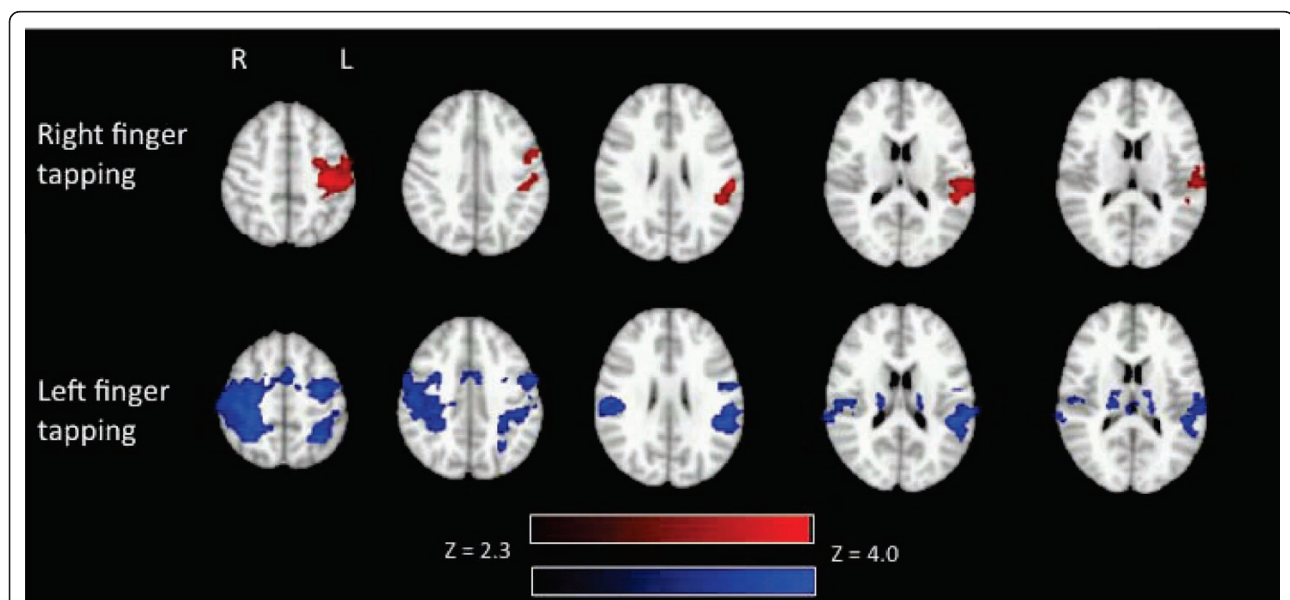 R L
Right finger
tapping
Left finger
tapping
Z = 2.3
Z = 4.0